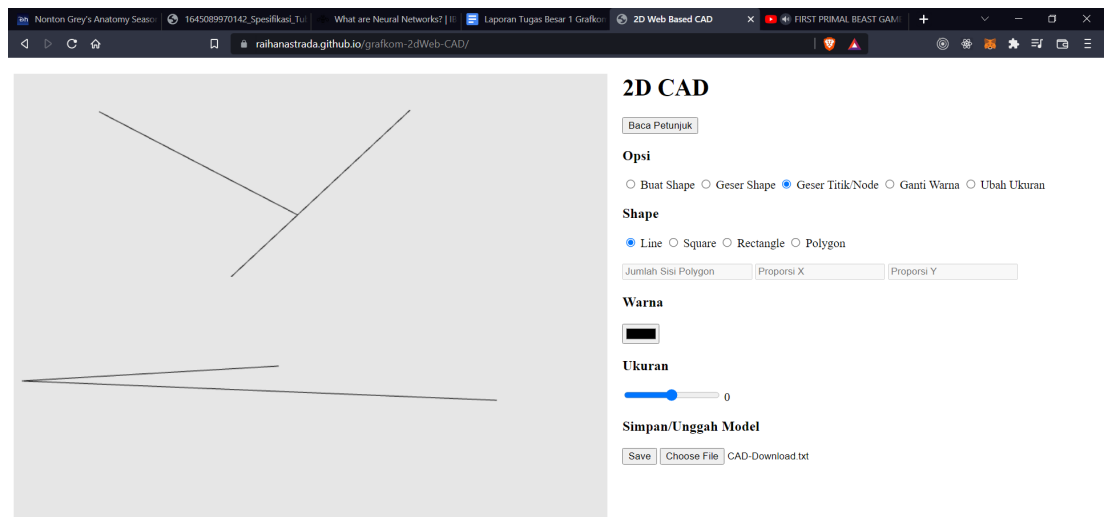 Nonton Grey's Anatomy Seaso
1645089970142_Spesifikasi_Tu
What are Neural Networks? | IB
Laporan Tugas Besar 1 Grafkon
2D Web Based CAD
FIRST PRIMAL BEAST GAM
raihanastrada.github.io/grafkom-2dWeb-CAD/
2D CAD
Baca Petunjuk
Opsi
Buat Shape Geser Shape Geser Titik/Node Ganti Warna Ubah Ukuran
Shape
Line Square Rectangle Polygon
Jumlah Sisi Polygon Proporsi X Proporsi Y
Warna
Ukuran
0
Simpan/Unggah Model
Save Choose File CAD-Download.txt